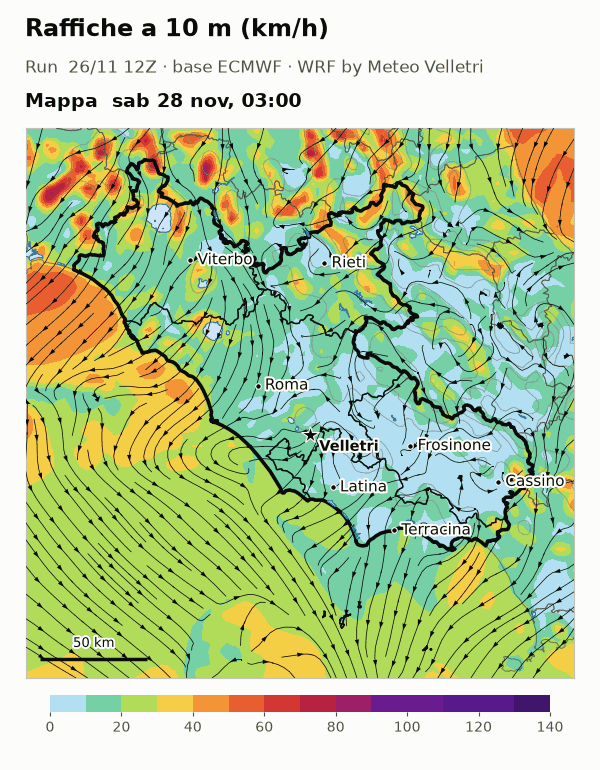 Raffiche a 10 m (km/h)
Run  26/11 12Z · base ECMWF · WRF by Meteo Velletri
Mappa  sab 28 nov, 03:00
Viterbo
Rieti
Roma
Velletri
Frosinone
Cassino
Latina
Terracina
50 km
0 20 40 60 80 100 120 140